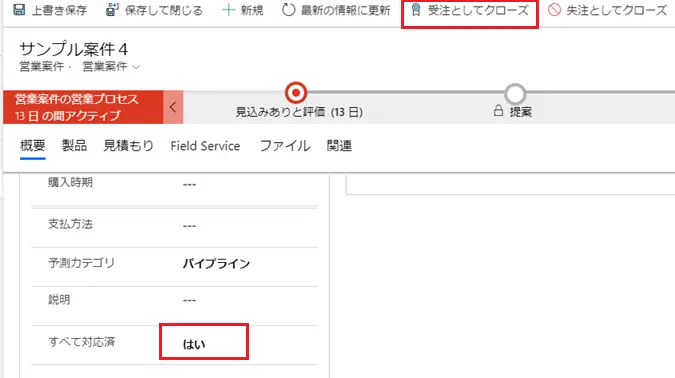 上書き保存 保存して閉じる 新規 最新の情報に更新 受注としてクローズ 失注としてクローズ
サンプル案件４
営業案件 · 営業案件
営業案件の営業プロセス
13 日 の間アクティブ
見込みありと評価 (13 日)
提案
概要 製品 見積もり Field Service ファイル 関連
購入時期 ---
支払方法 ---
予測カテゴリ パイプライン
説明 ---
すべて対応済 はい